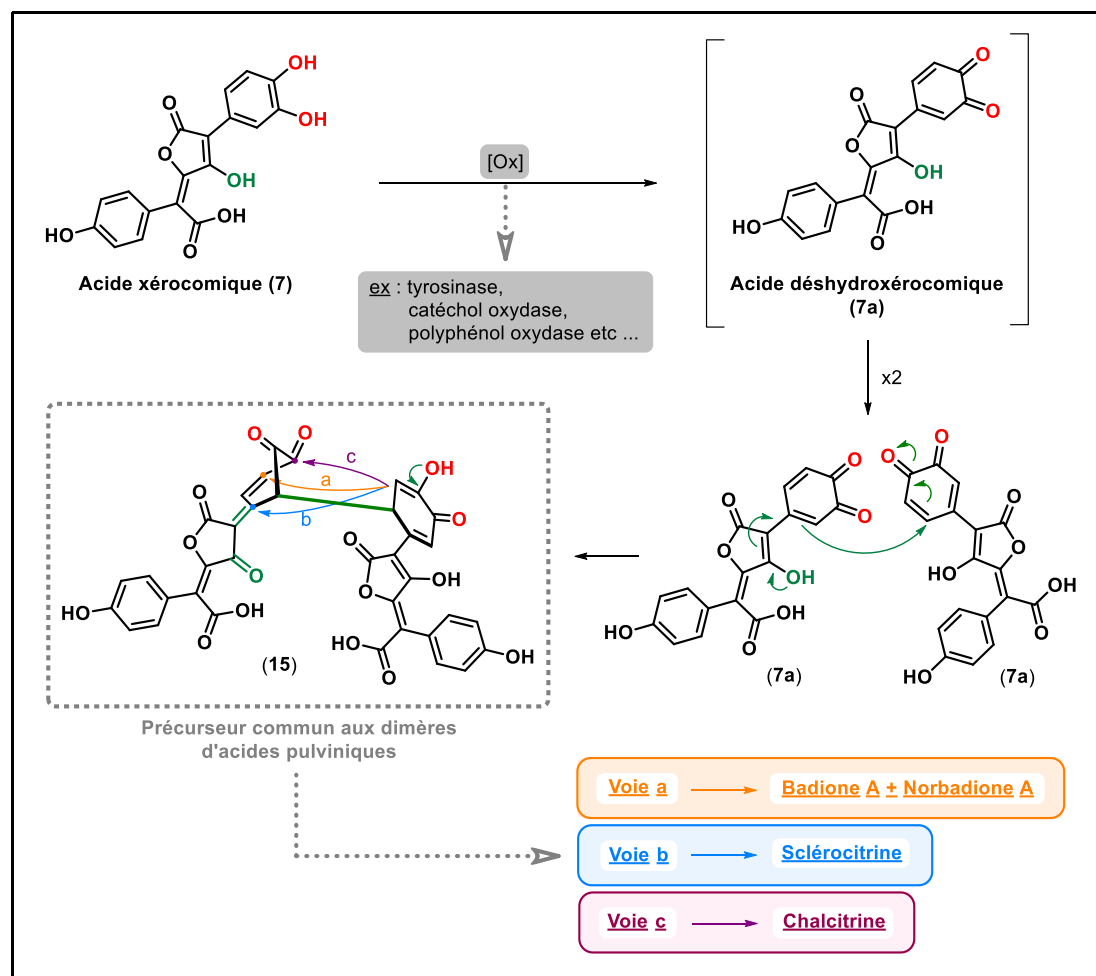 OH
O
OH
O
OH
HO
OH
O
Acide xérocomique (7)
[Ox]
ex : tyrosinase,
catéchol oxydase,
polyphénol oxydase etc ...
O
O
O
O
OH
HO
OH
O
Acide déshydroxérocomique
(7a)
x2
O
O
O
O
OH
HO
OH
O
(7a)
O
O
O
O
HO
OH
O
HO
(7a)
O
O
c
a
b
OH
O
O
O
O
HO
OH
O
O
O
OH
HO
O
OH
(15)
Précurseur commun aux dimères
d'acides pulviniques
Voie a
Badione A + Norbadione A
Voie b
Sclérocitrine
Voie c
Chalcitrine